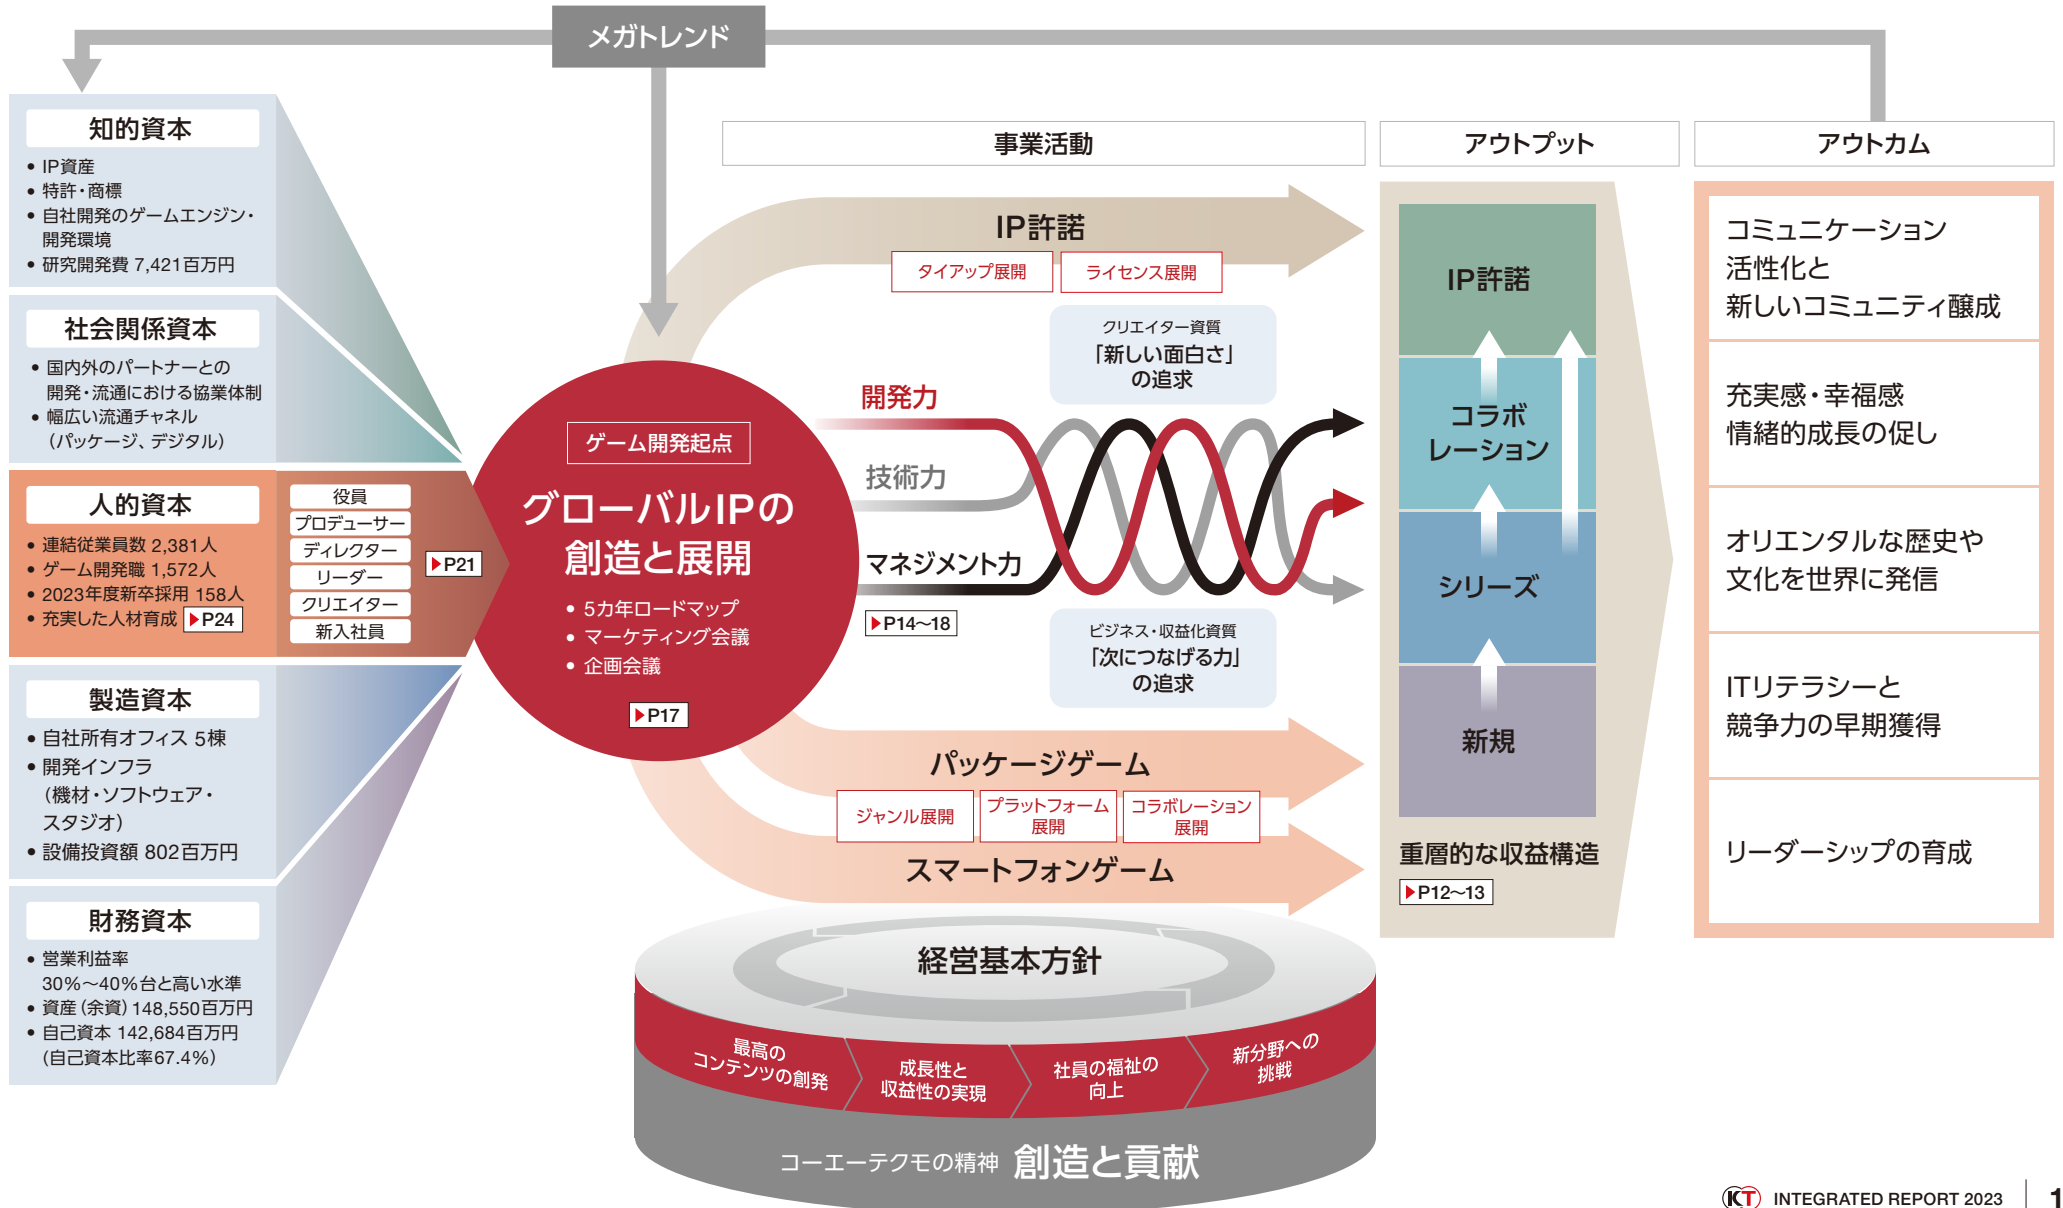 メガトレンド
知的資本
• IP資産
• 特許・商標
• 自社開発のゲームエンジン・
開発環境
• 研究開発費 7,421百万円
社会関係資本
• 国内外のパートナーとの
開発・流通における協業体制
• 幅広い流通チャネル
（パッケージ、デジタル）
人的資本
• 連結従業員数 2,381人
• ゲーム開発職 1,572人
• 2023年度新卒採用 158人
• 充実した人材育成 ▶P24
役員
プロデューサー
ディレクター
リーダー
クリエイター
新入社員
▶P21
製造資本
• 自社所有オフィス 5棟
• 開発インフラ
（機材・ソフトウェア・
スタジオ）
• 設備投資額 802百万円
財務資本
• 営業利益率
30%～40%台と高い水準
• 資産（余資）148,550百万円
• 自己資本 142,684百万円
（自己資本比率67.4%）
ゲーム開発起点
グローバルIPの
創造と展開
• 5カ年ロードマップ
• マーケティング会議
• 企画会議
▶P17
事業活動
IP許諾
タイアップ展開
ライセンス展開
クリエイター資質
「新しい面白さ」
の追求
開発力
技術力
マネジメント力
▶P14～18
ビジネス・収益化資質
「次につなげる力」
の追求
パッケージゲーム
ジャンル展開
プラットフォーム
展開
コラボレーション
展開
スマートフォンゲーム
経営基本方針
最高の
コンテンツの創発
成長性と
収益性の実現
社員の福祉の
向上
新分野への
挑戦
コーエーテクモの精神 創造と貢献
アウトプット
IP許諾
コラボ
レーション
シリーズ
新規
重層的な収益構造
▶P12～13
アウトカム
コミュニケーション
活性化と
新しいコミュニティ醸成
充実感・幸福感
情緒的成長の促し
オリエンタルな歴史や
文化を世界に発信
ITリテラシーと
競争力の早期獲得
リーダーシップの育成
KT INTEGRATED REPORT 2023 1